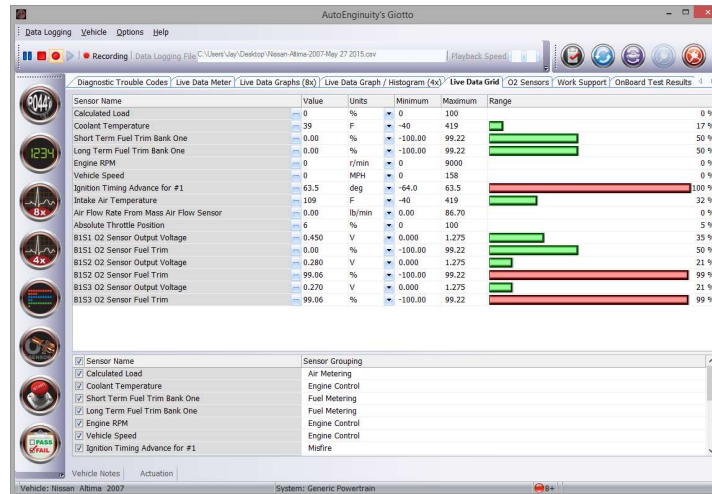 AutoEnginuity's Giotto
Data Logging Vehicle Options Help
Recording Data Logging File C:\Users\Jay\Desktop\Nissan-Altima-2007-May 27 2015.csv Playback Speed
Diagnostic Trouble Codes Live Data Meter Live Data Graphs (8x) Live Data Graph / Histogram (4x) Live Data Grid O2 Sensors Work Support OnBoard Test Results
Sensor Name Value Units Minimum Maximum Range
Calculated Load 0 % 0 100 0 %
Coolant Temperature 39 F -40 419 17 %
Short Term Fuel Trim Bank One 0.00 % -100.00 99.22 50 %
Long Term Fuel Trim Bank One 0.00 % -100.00 99.22 50 %
Engine RPM 0 r/min 0 9000 0 %
Vehicle Speed 0 MPH 0 158 0 %
Ignition Timing Advance for #1 63.5 deg -64.0 63.5 100 %
Intake Air Temperature 109 F -40 419 32 %
Air Flow Rate From Mass Air Flow Sensor 0.00 lb/min 0.00 86.70 0 %
Absolute Throttle Position 6 % 0 100 5 %
B1S1 O2 Sensor Output Voltage 0.450 V 0.000 1.275 35 %
B1S1 O2 Sensor Fuel Trim 0.00 % -100.00 99.22 50 %
B1S2 O2 Sensor Output Voltage 0.280 V 0.000 1.275 21 %
B1S2 O2 Sensor Fuel Trim 99.06 % -100.00 99.22 99 %
B1S3 O2 Sensor Output Voltage 0.270 V 0.000 1.275 21 %
B1S3 O2 Sensor Fuel Trim 99.06 % -100.00 99.22 99 %
P044
1234
8x
4x
O2
SENSOR
PASS
FAIL
Sensor Name Sensor Grouping
Calculated Load Air Metering
Coolant Temperature Engine Control
Short Term Fuel Trim Bank One Fuel Metering
Long Term Fuel Trim Bank One Fuel Metering
Engine RPM Engine Control
Vehicle Speed Engine Control
Ignition Timing Advance for #1 Misfire
Vehicle Notes Actuation
Vehicle: Nissan Altima 2007 System: Generic Powertrain B+